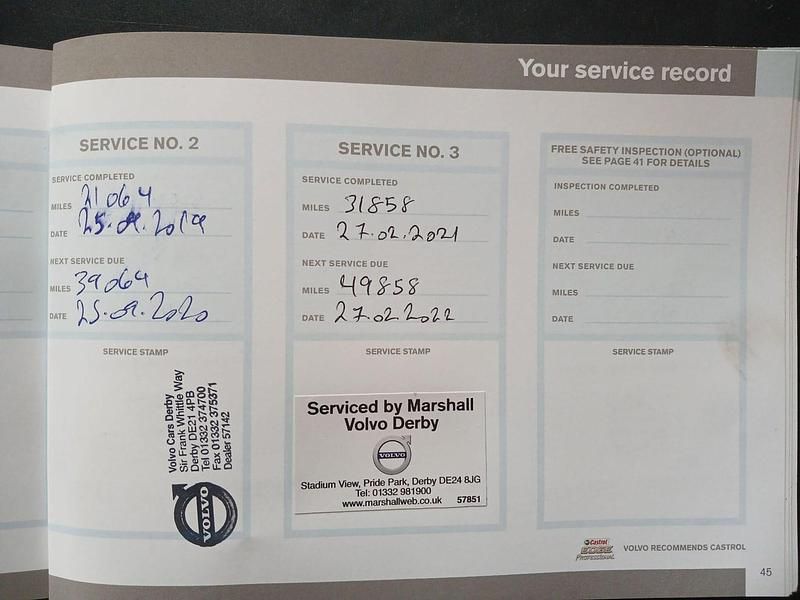 Your service record
SERVICE NO. 2
SERVICE COMPLETED
MILES 21064
DATE 25.09.2019
NEXT SERVICE DUE
MILES 39064
DATE 25.09.2020
SERVICE STAMP
Volvo Cars Derby
Sir Frank Whittle Way
Derby DE21 4PB
Tel 01332 374700
Fax 01332 375371
Dealer 57142
VOLVO
SERVICE NO. 3
SERVICE COMPLETED
MILES 31858
DATE 27.02.2021
NEXT SERVICE DUE
MILES 49858
DATE 27.02.2022
SERVICE STAMP
Serviced by Marshall
Volvo Derby
VOLVO
Stadium View, Pride Park, Derby DE24 8JG
Tel: 01332 981900
www.marshallweb.co.uk 57851
FREE SAFETY INSPECTION (OPTIONAL)
SEE PAGE 41 FOR DETAILS
INSPECTION COMPLETED
MILES
DATE
NEXT SERVICE DUE
MILES
DATE
SERVICE STAMP
Castrol
EDGE
PROFESSIONAL
VOLVO RECOMMENDS CASTROL
45